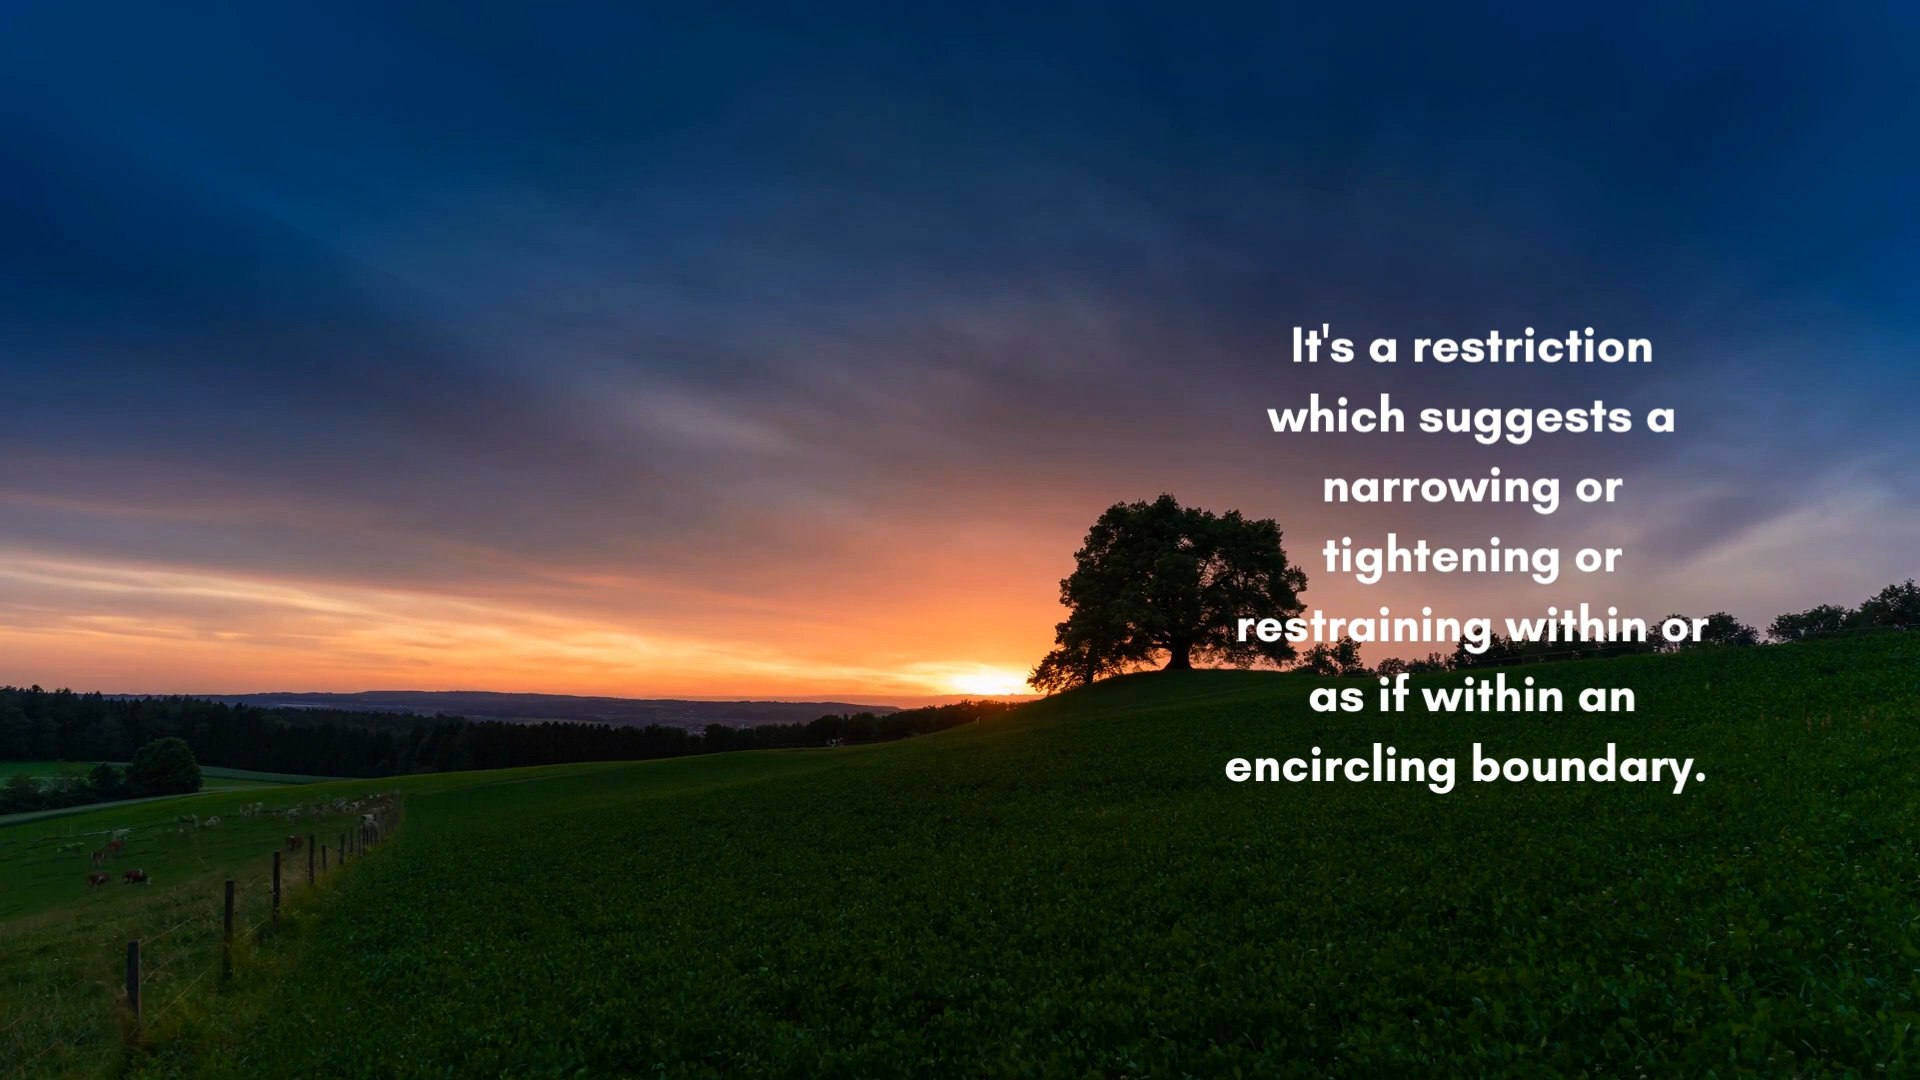 It's a restriction
which suggests a
narrowing or
tightening or
restraining within or
as if within an
encircling boundary.